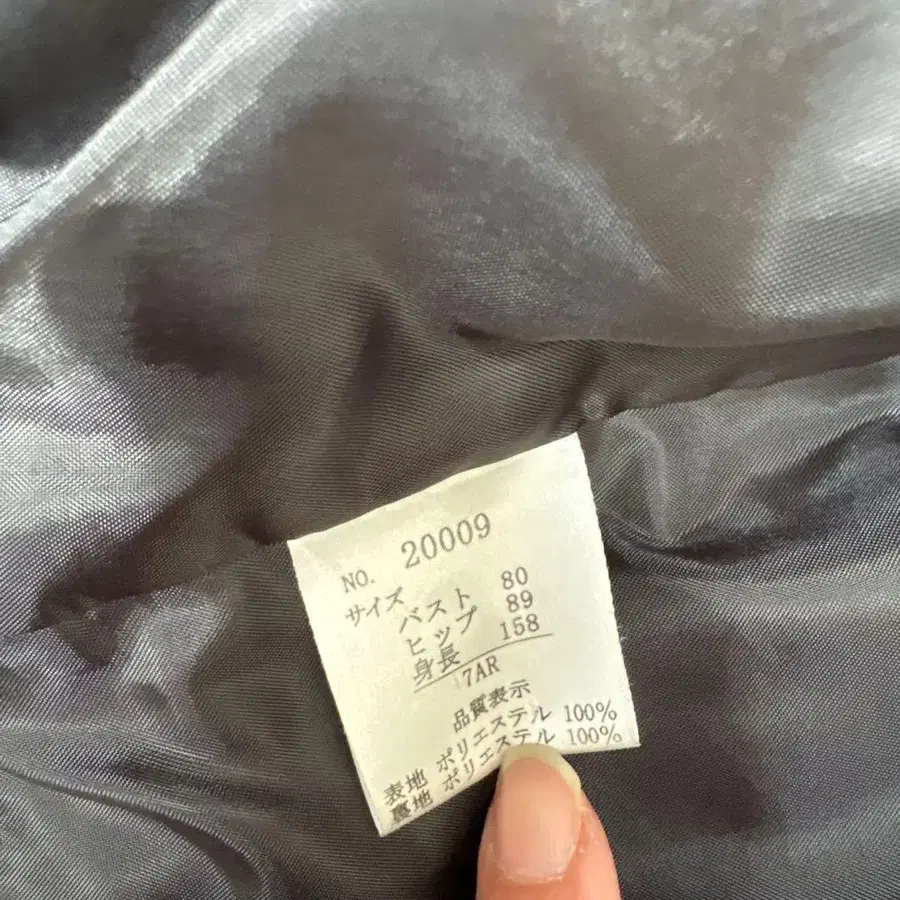 NO. 20009
サイズ
バスト 80
ヒップ 89
身長 158
7AR
品質表示
表地 ポリエステル 100%
裏地 ポリエステル 100%